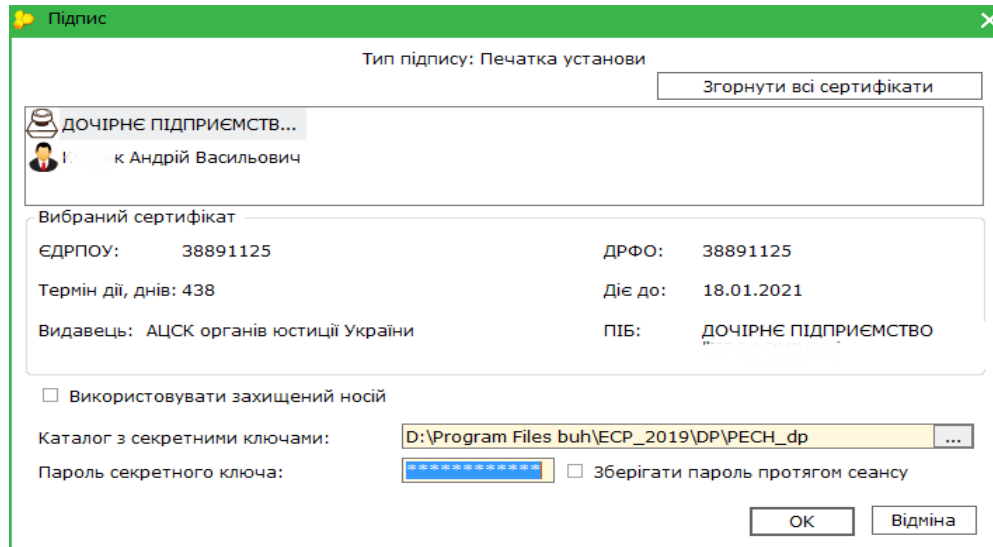 Підпис
Тип підпису: Печатка установи
Згорнути всі сертифікати
ДОЧІРНЄ ПІДПРИЄМСТВ...
к Андрій Васильович
Вибраний сертифікат
ЄДРПОУ: 38891125 ДРФО: 38891125
Термін дії, днів: 438 Діє до: 18.01.2021
Видавець: АЦСК органів юстиції України ПІБ: ДОЧІРНЄ ПІДПРИЄМСТВО
Використовувати захищений носій
Каталог з секретними ключами: D:\Program Files buh\ECP_2019\DP\PECH_dp ...
Пароль секретного ключа: ************ Зберігати пароль протягом сеансу
ОК Відміна